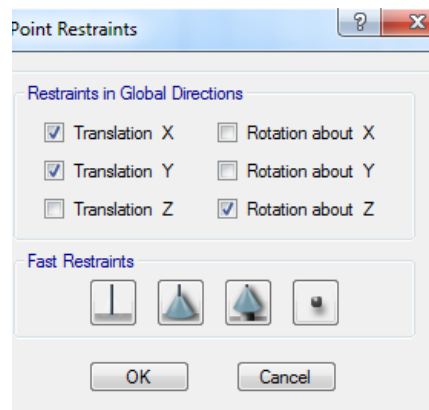 Point Restraints
Restraints in Global Directions
Translation X Rotation about X
Translation Y Rotation about Y
Translation Z Rotation about Z
Fast Restraints
OK Cancel